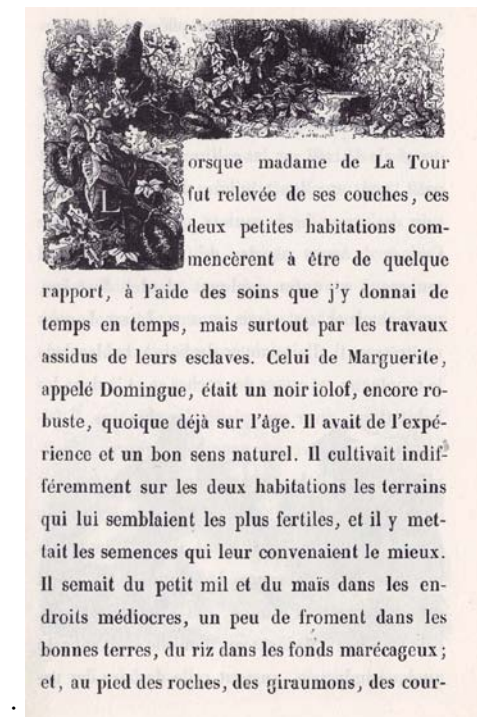 Lorsque madame de La Tour
fut relevée de ses couches, ces
deux petites habitations com-
mencèrent à être de quelque
rapport, à l'aide des soins que j'y donnai de
temps en temps, mais surtout par les travaux
assidus de leurs esclaves. Celui de Marguerite,
appelé Domingue, était un noir iolof, encore ro-
buste, quoique déjà sur l'âge. Il avait de l'expé-
rience et un bon sens naturel. Il cultivait indif-
féremment sur les deux habitations les terrains
qui lui semblaient les plus fertiles, et il y met-
tait les semences qui leur convenaient le mieux.
Il semait du petit mil et du maïs dans les en-
droits médiocres, un peu de froment dans les
bonnes terres, du riz dans les fonds marécageux ;
et, au pied des roches, des giraumons, des cour-